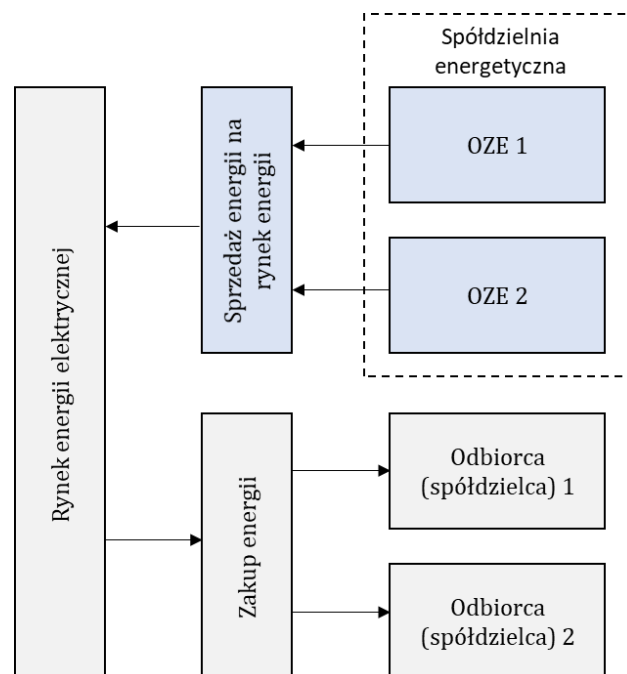 Spółdzielnia
energetyczna
Rynek energii elektrycznej
Sprzedaż energii na
rynek energii
OZE 1
OZE 2
Zakup energii
Odbiorca
(spółdzielca) 1
Odbiorca
(spółdzielca) 2